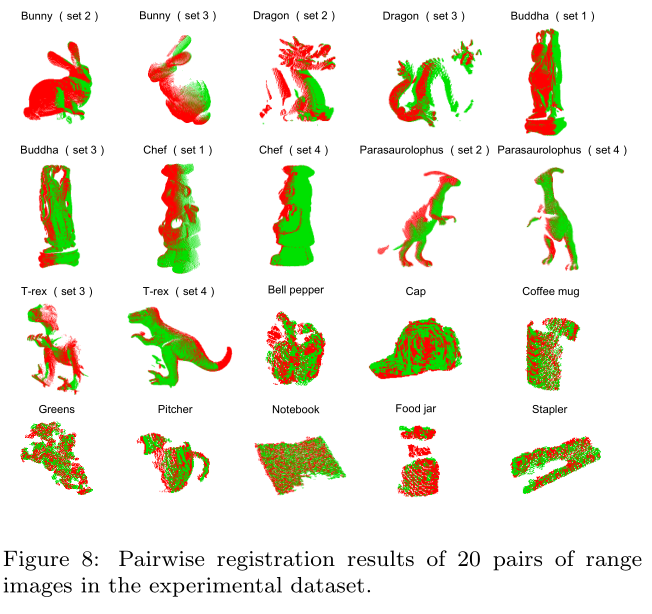 Bunny ( set 2 ) Bunny ( set 3 ) Dragon ( set 2 ) Dragon ( set 3 ) Buddha ( set 1 )
Buddha ( set 3 ) Chef ( set 1 ) Chef ( set 4 ) Parasaurolophus ( set 2 ) Parasaurolophus ( set 4 )
T-rex ( set 3 ) T-rex ( set 4 ) Bell pepper Cap Coffee mug
Greens Pitcher Notebook Food jar Stapler
Figure 8: Pairwise registration results of 20 pairs of range
images in the experimental dataset.